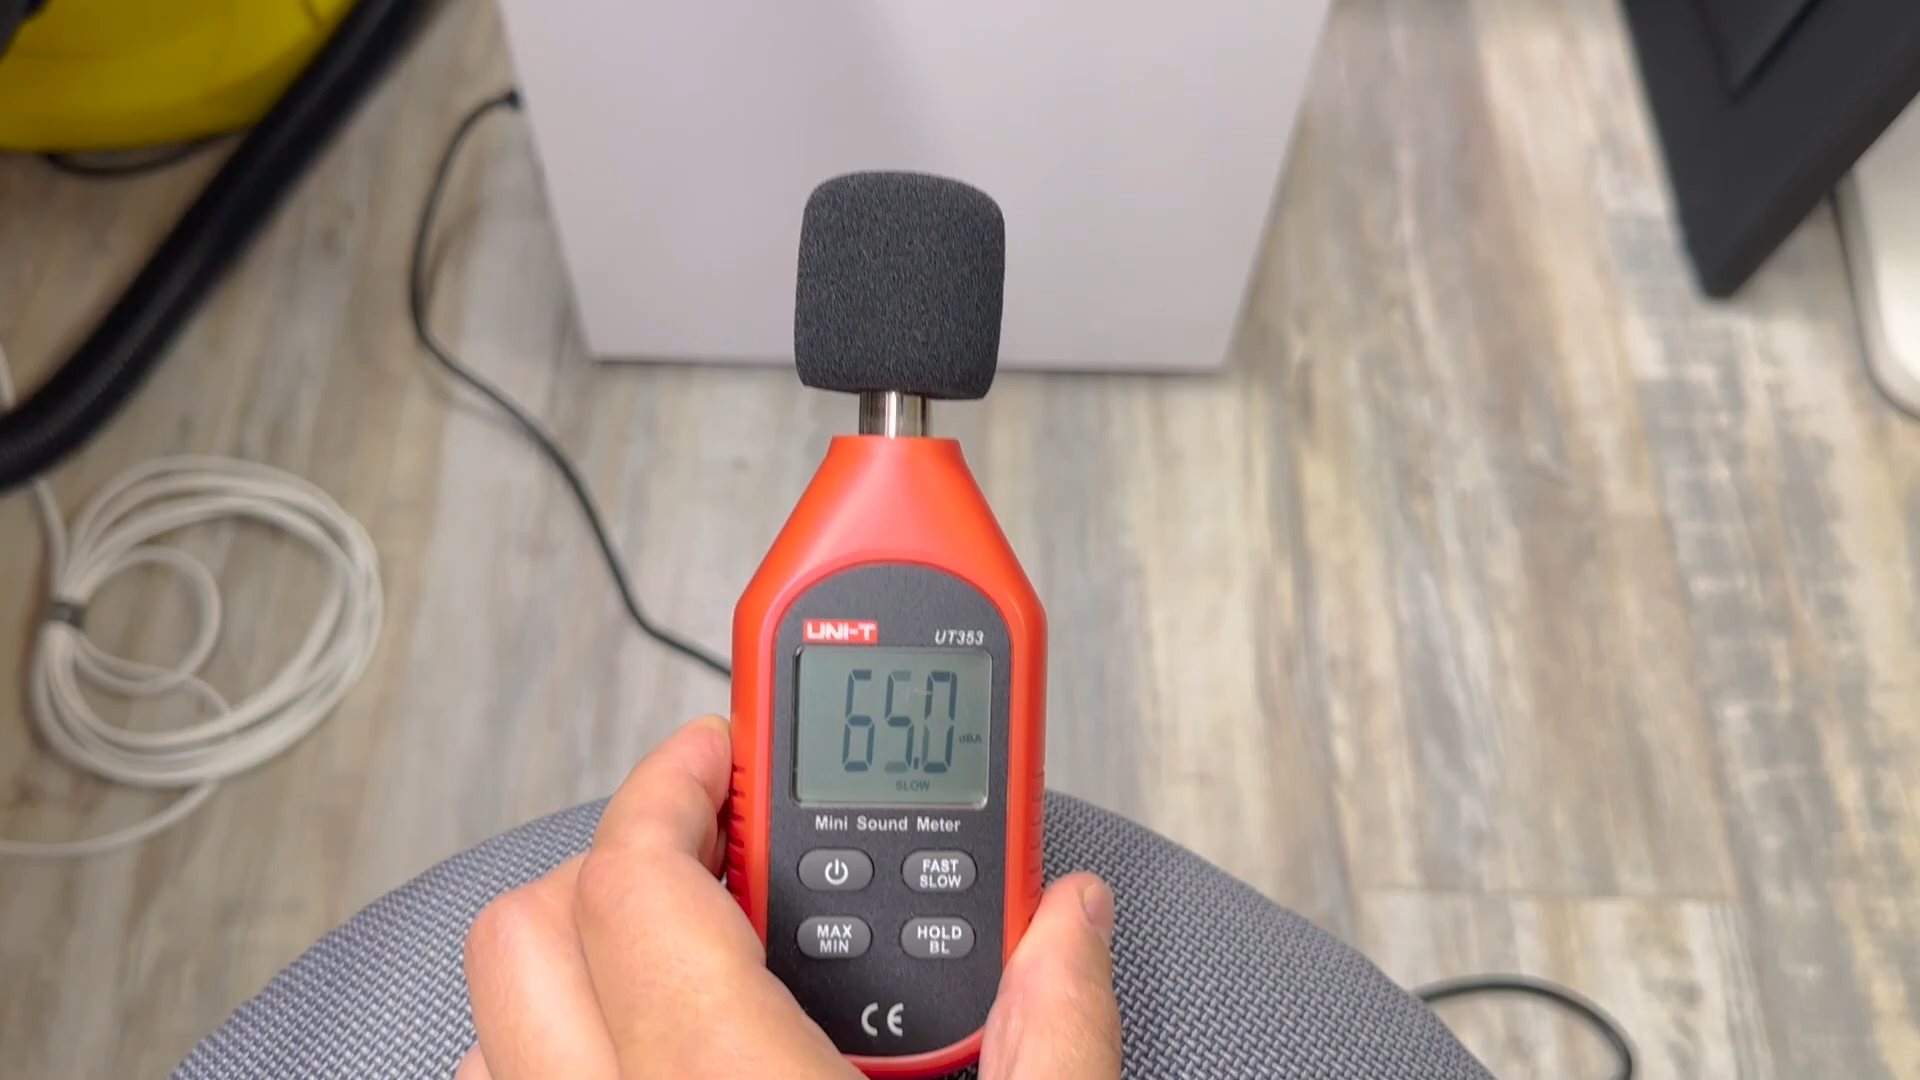 UNI-T UT353
65.0 dBA
SLOW
Mini Sound Meter
FAST
SLOW
MAX
MIN
HOLD
BL
CE